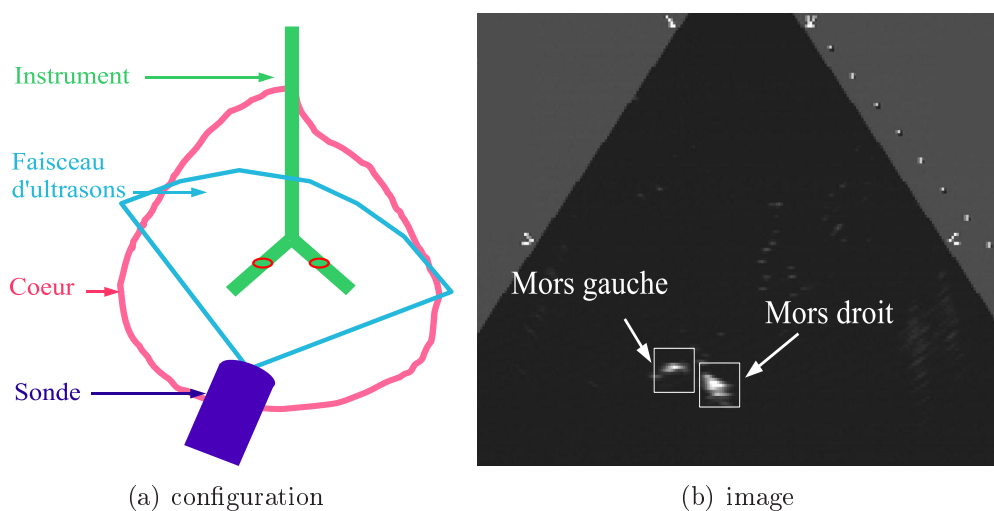 Instrument
Faisceau
d'ultrasons
Coeur
Sonde
Mors gauche
Mors droit
(a) configuration
(b) image